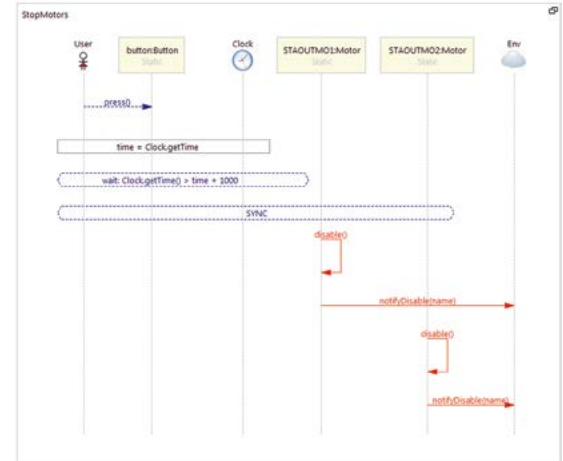 StopMotors
User
button:Button
Static
Clock
STAOUTMO1:Motor
Static
STAOUTMO2:Motor
Static
Env
press()
time = Clock.getTime
wait: Clock.getTime() > time + 1000
SYNC
disable()
notifyDisable(name)
disable()
notifyDisable(name)